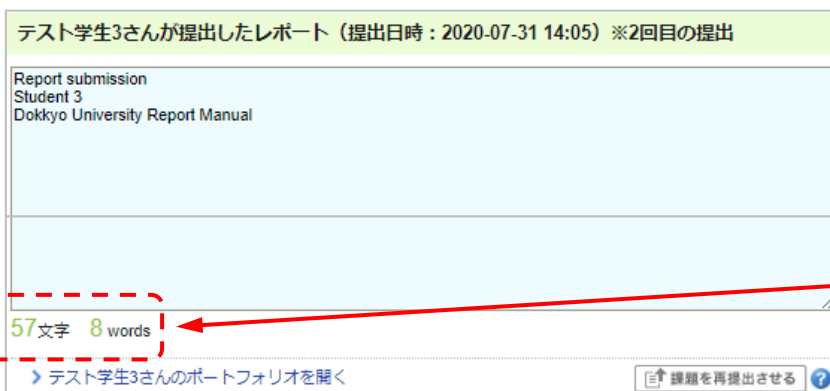 テスト学生3さんが提出したレポート（提出日時：2020-07-31 14:05）※2回目の提出
Report submission
Student 3
Dokkyo University Report Manual
57文字 8 words
テスト学生3さんのポートフォリオを開く
課題を再提出させる ?